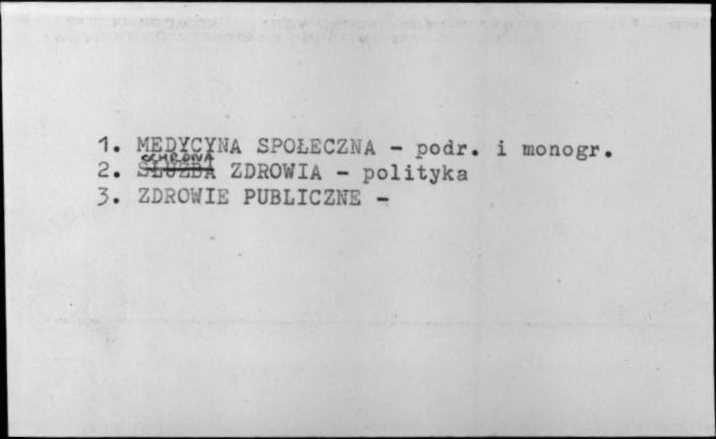 1. MEDYCYNA SPOŁECZNA - podr. i monogr.
OCHRONA
2. SŁUŻBA ZDROWIA - polityka
3. ZDROWIE PUBLICZNE -